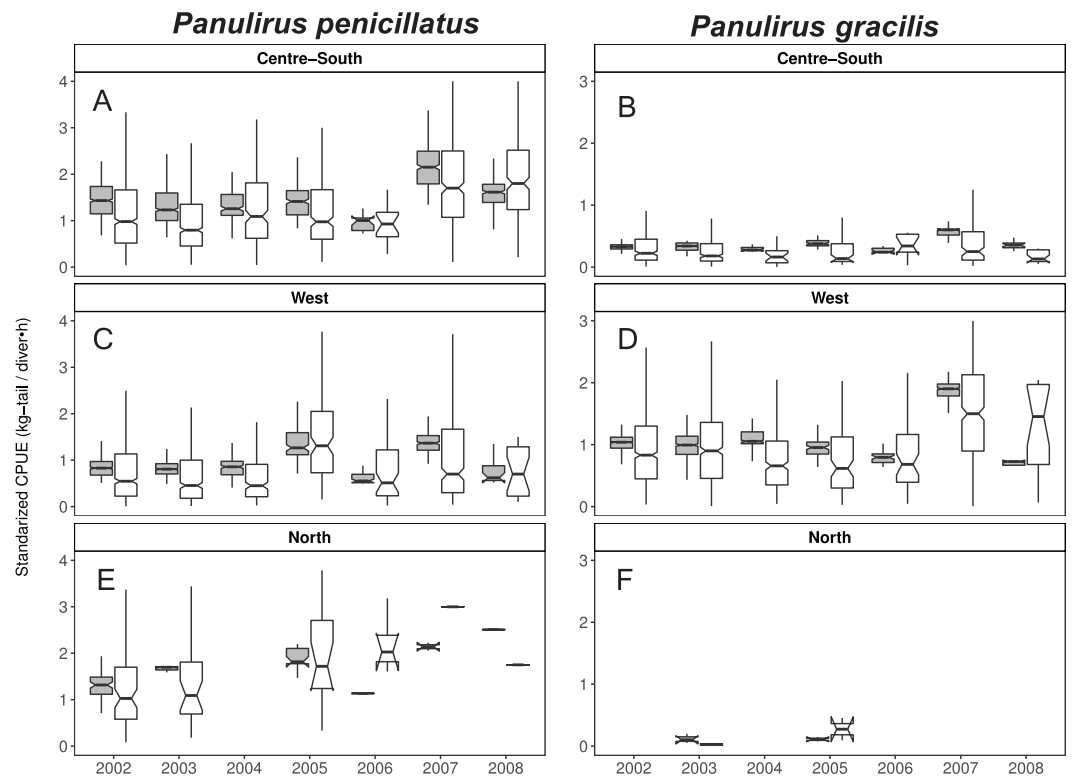 Panulirus penicillatus
Panulirus gracilis
Standarized CPUE (kg−tail / diver•h)
Centre−South
A
4
3
2
1
0
Centre−South
B
3
2
1
0
West
C
4
3
2
1
0
West
D
3
2
1
0
North
E
4
3
2
1
0
North
F
3
2
1
0
2002 2003 2004 2005 2006 2007 2008
2002 2003 2004 2005 2006 2007 2008